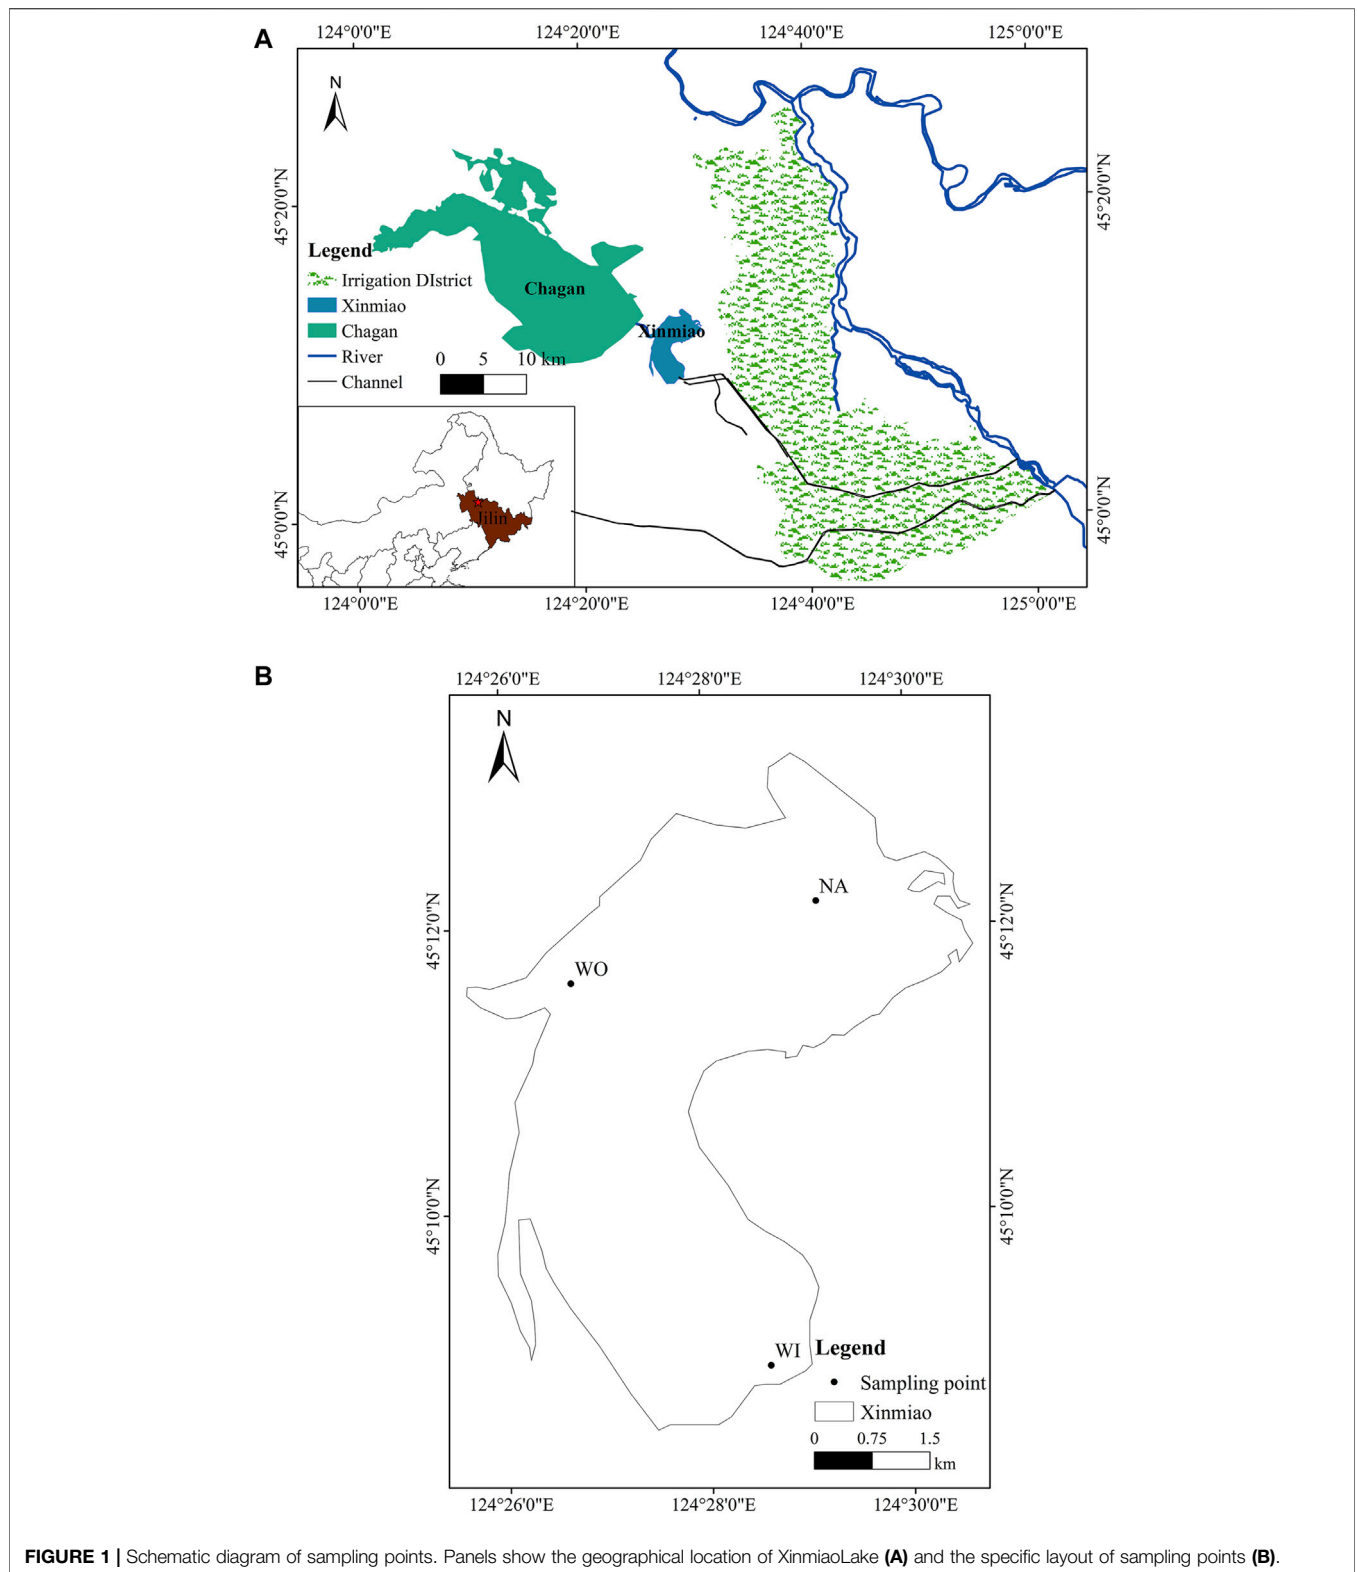 A
124°0'0"E 124°20'0"E 124°40'0"E 125°0'0"E
N
45°20'0"N 45°20'0"N
Legend
Irrigation DIstrict
Xinmiao
Chagan
River
Channel
0 5 10 km
Chagan
Xinmiao
Jilin
45°0'0"N 45°0'0"N
124°0'0"E 124°20'0"E 124°40'0"E 125°0'0"E
B
124°26'0"E 124°28'0"E 124°30'0"E
N
NA
45°12'0"N 45°12'0"N
WO
45°10'0"N 45°10'0"N
WI
Legend
Sampling point
Xinmiao
0 0.75 1.5
km
124°26'0"E 124°28'0"E 124°30'0"E
FIGURE 1 | Schematic diagram of sampling points. Panels show the geographical location of XinmiaoLake (A) and the specific layout of sampling points (B).